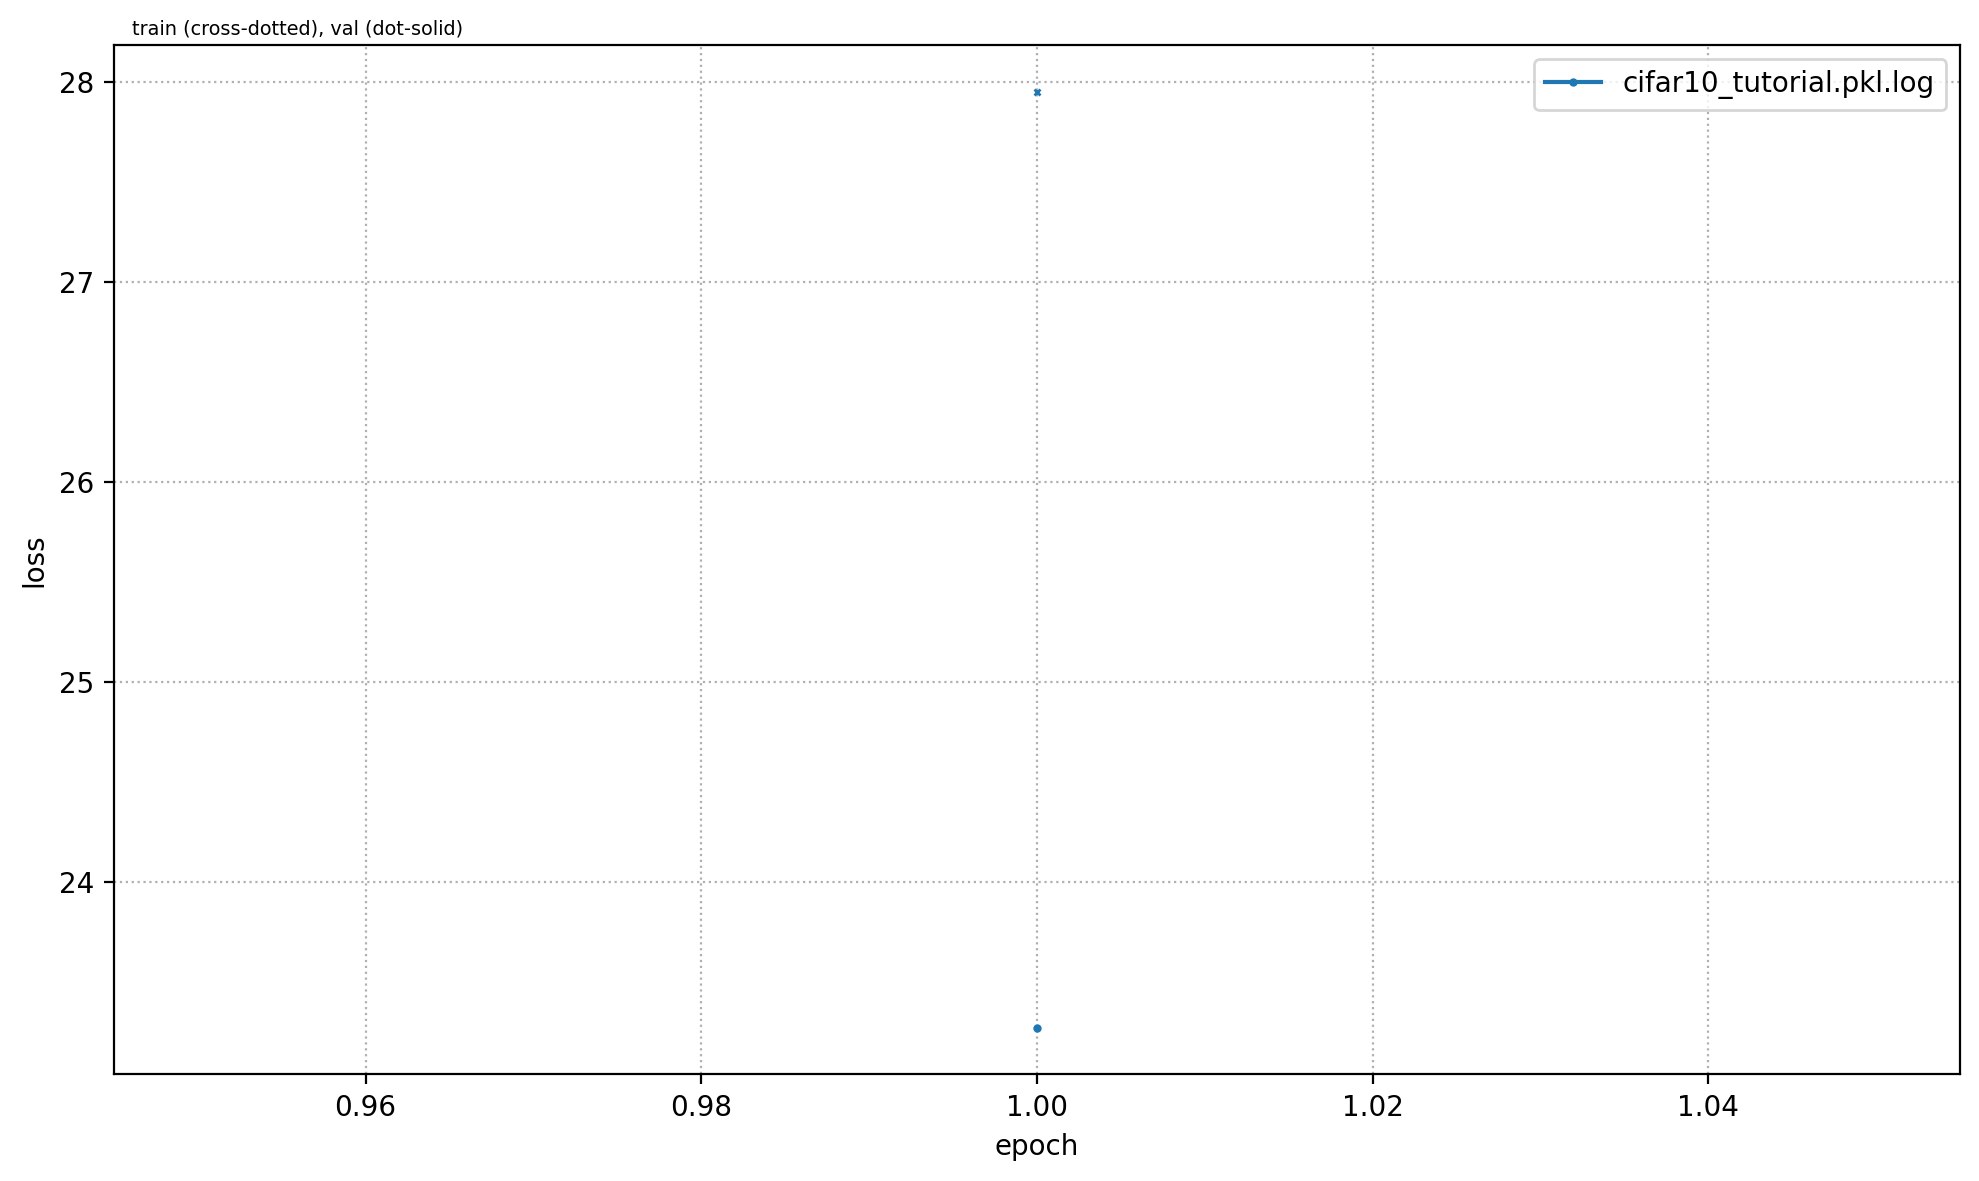 train (cross-dotted), val (dot-solid)
cifar10_tutorial.pkl.log
28
27
26
25
24
loss
0.96 0.98 1.00 1.02 1.04
epoch